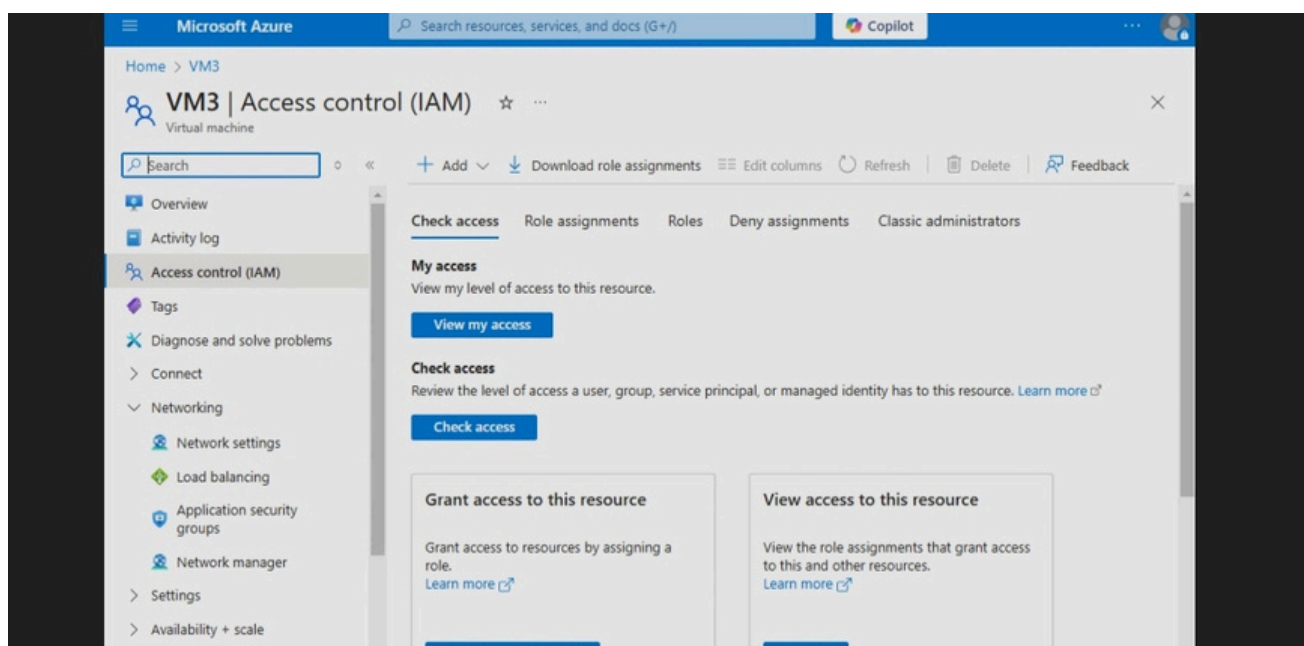 Microsoft Azure
Search resources, services, and docs (G+/)
Copilot
...
Home > VM3
VM3 | Access control (IAM)
...
Virtual machine
Search
Add
Download role assignments
Edit columns
Refresh
Delete
Feedback
Overview
Activity log
Access control (IAM)
Tags
Diagnose and solve problems
Connect
Networking
Network settings
Load balancing
Application security
groups
Network manager
Settings
Availability + scale
Check access
Role assignments
Roles
Deny assignments
Classic administrators
My access
View my level of access to this resource.
View my access
Check access
Review the level of access a user, group, service principal, or managed identity has to this resource. Learn more
Check access
Grant access to this resource
Grant access to resources by assigning a
role.
Learn more
View access to this resource
View the role assignments that grant access
to this and other resources.
Learn more